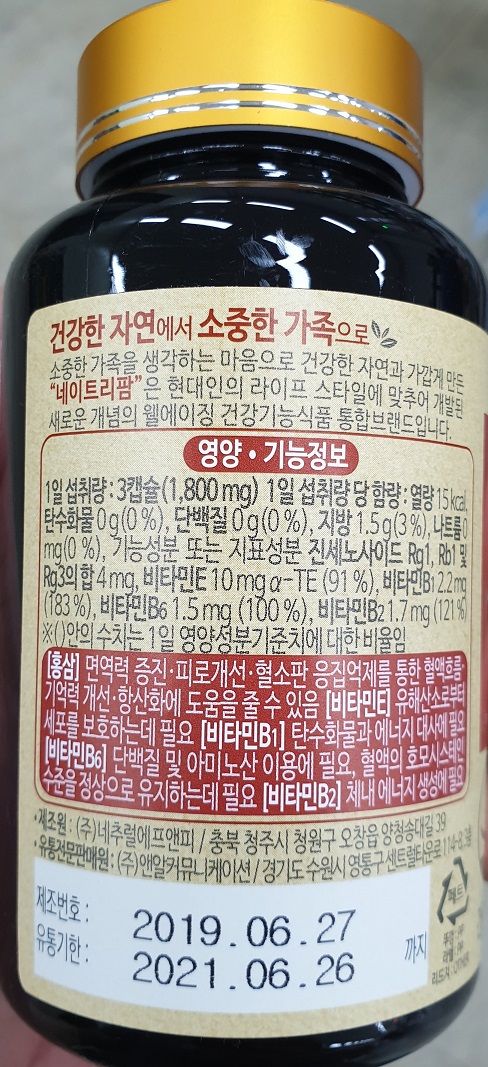 건강한 자연에서 소중한 가족으로
소중한 가족을 생각하는 마음으로 건강한 자연과 가깝게 만든
“네이트리팜”은 현대인의 라이프 스타일에 맞추어 개발된
새로운 개념의 웰에이징 건강기능식품 통합브랜드입니다.
영양 • 기능정보
1일 섭취량 : 3캡슐(1,800 mg) 1일 섭취량 당 함량 : 열량 15 kcal,
탄수화물 0 g(0 %), 단백질 0 g(0 %), 지방 1.5 g(3 %), 나트륨
mg(0 %), 기능성분 또는 지표성분 진세노사이드 Rg1, Rb1 및
Rg3의 합 4 mg, 비타민E 10 mg α-TE (91 %), 비타민B1 2.2 mg
(183 %), 비타민B6 1.5 mg (100 %), 비타민B2 1.7 mg (121 %)
※( )안의 수치는 1일 영양성분기준치에 대한 비율임
[홍삼] 면역력 증진·피로개선·혈소판 응집억제를 통한 혈액흐름·
기억력 개선·항산화에 도움을 줄 수 있음 [비타민E] 유해산소로부터
세포를 보호하는데 필요 [비타민B1] 탄수화물과 에너지 대사에 필요
[비타민B6] 단백질 및 아미노산 이용에 필요, 혈액의 호모시스테인
수준을 정상으로 유지하는데 필요 [비타민B2] 체내 에너지 생성에 필요
•제조원 : (주)네추럴에프앤피 / 충북 청주시 청원구 오창읍 양청송대길 39
•유통전문판매원 : (주)앤알커뮤니케이션 / 경기도 수원시 영통구 센트럴타운로
제조번호 : 2019.06.27
유통기한 : 2021.06.26 까지
페트
뚜껑 : PP
라벨 : PP
리드지 : OTHER